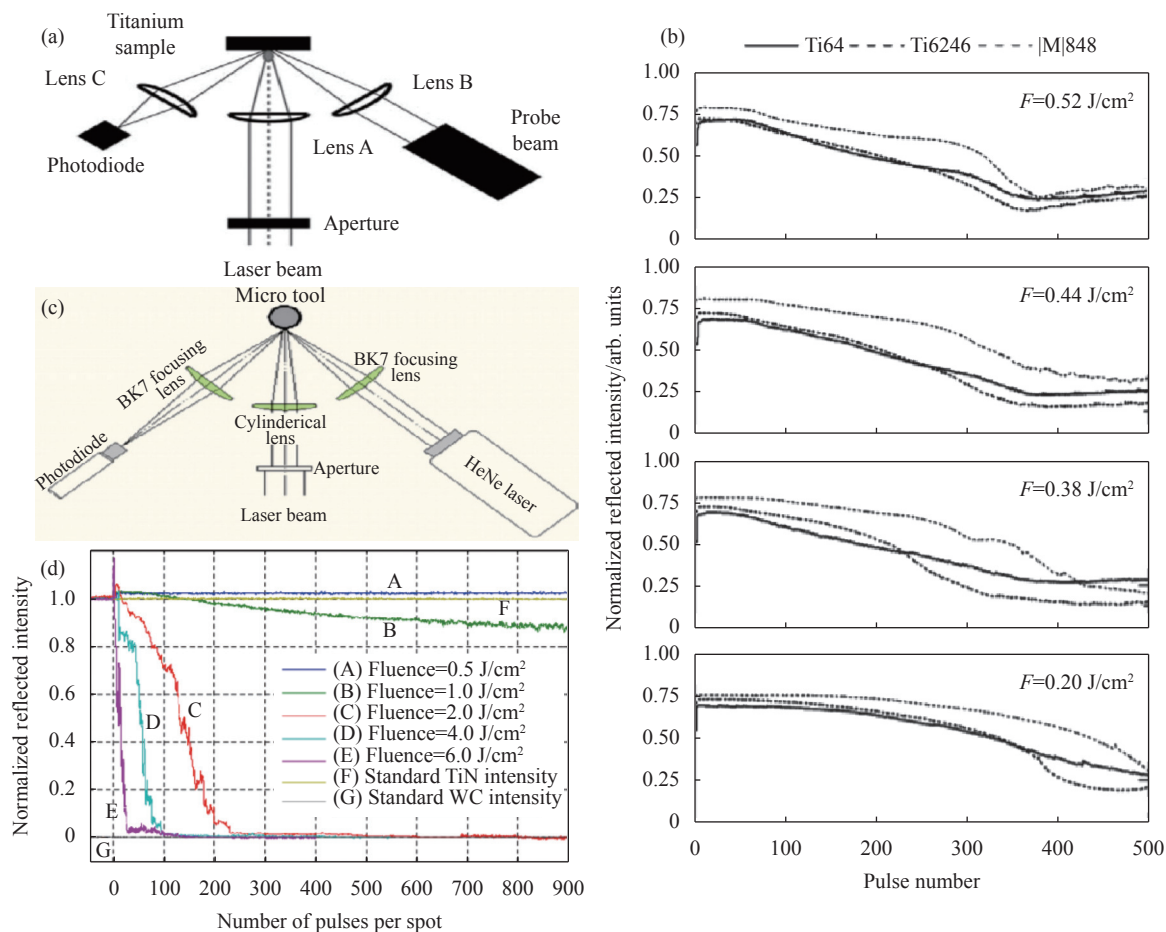 (a)
Titanium
sample
Lens C
Lens B
Lens A
Photodiode
Probe
beam
Aperture
Laser beam
(c)
Micro tool
BK7 focusing
lens
BK7 focusing
lens
Cylinderical
lens
Photodiode
Aperture
HeNe laser
Laser beam
(d)
Normalized reflected intensity
1.0
0.8
0.6
0.4
0.2
0
A
F
B
C
D
E
G
(A) Fluence=0.5 J/cm²
(B) Fluence=1.0 J/cm²
(C) Fluence=2.0 J/cm²
(D) Fluence=4.0 J/cm²
(E) Fluence=6.0 J/cm²
(F) Standard TiN intensity
(G) Standard WC intensity
0 100 200 300 400 500 600 700 800 900
Number of pulses per spot
(b)
Ti64 Ti6246 |M|848
Normalized reflected intensity/arb. units
1.00
0.75
0.50
0.25
0
F=0.52 J/cm²
1.00
0.75
0.50
0.25
0
F=0.44 J/cm²
1.00
0.75
0.50
0.25
0
F=0.38 J/cm²
1.00
0.75
0.50
0.25
0
F=0.20 J/cm²
0 100 200 300 400 500
Pulse number